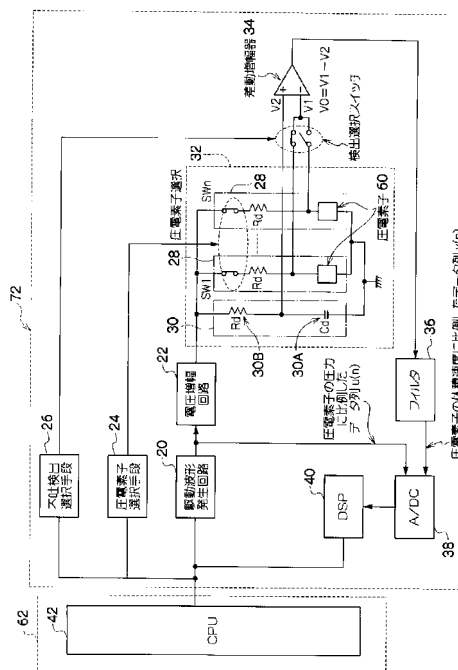 62
42
CPU
72
26
不吐検出
選択手段
24
圧電素子
選択手段
20
駆動波形
発生回路
22
電圧増幅
回路
40
DSP
A/DC
38
36
フィルタ
圧電素子の圧力
に比例した
データ列u(n)
30
Rd
30B
Cd
30A
28
SW1
Rd
圧電素子選択
32
28
SWn
Rd
圧電素子 60
検出選択スイッチ
差動増幅器
34
V2
+
V1
−
V0=V1−V2